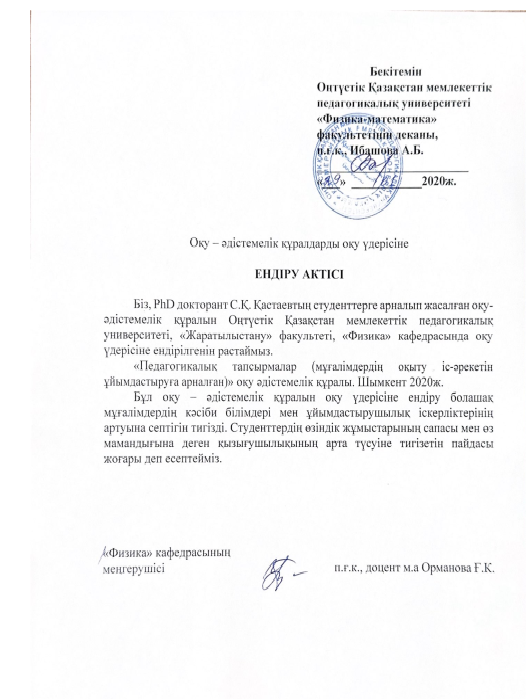 Бекітемін
Оңтүстік Қазақстан мемлекеттік
педагогикалық университеті
«Физика-математика»
факультетінің деканы,
п.ғ.к., Ибашова А.Б.
« » 2020ж.
Оқу – әдістемелік құралдарды оқу үдерісіне
ЕНДІРУ АКТІСІ
Біз, PhD докторант С.Қ. Қастаевтың студенттерге арналып жасалған оқу-
әдістемелік құралын Оңтүстік Қазақстан мемлекеттік педагогикалық
университеті, «Жаратылыстану» факультеті, «Физика» кафедрасында оқу
үдерісіне ендірілгенін растаймыз.
«Педагогикалық тапсырмалар (мұғалімдердің оқыту іс-әрекетін
ұйымдастыруға арналған)» оқу әдістемелік құралы. Шымкент 2020ж.
Бұл оқу – әдістемелік құралын оқу үдерісіне ендіру болашақ
мұғалімдердің кәсіби білімдері мен ұйымдастырушылық іскерліктерінің
артуына септігін тигізді. Студенттердің өзіндік жұмыстарының сапасы мен өз
мамандығына деген қызығушылықының арта түсуіне тигізетін пайдасы
жоғары деп есептейміз.
«Физика» кафедрасының
меңгерушісі
п.ғ.к., доцент м.а Орманова Ғ.К.